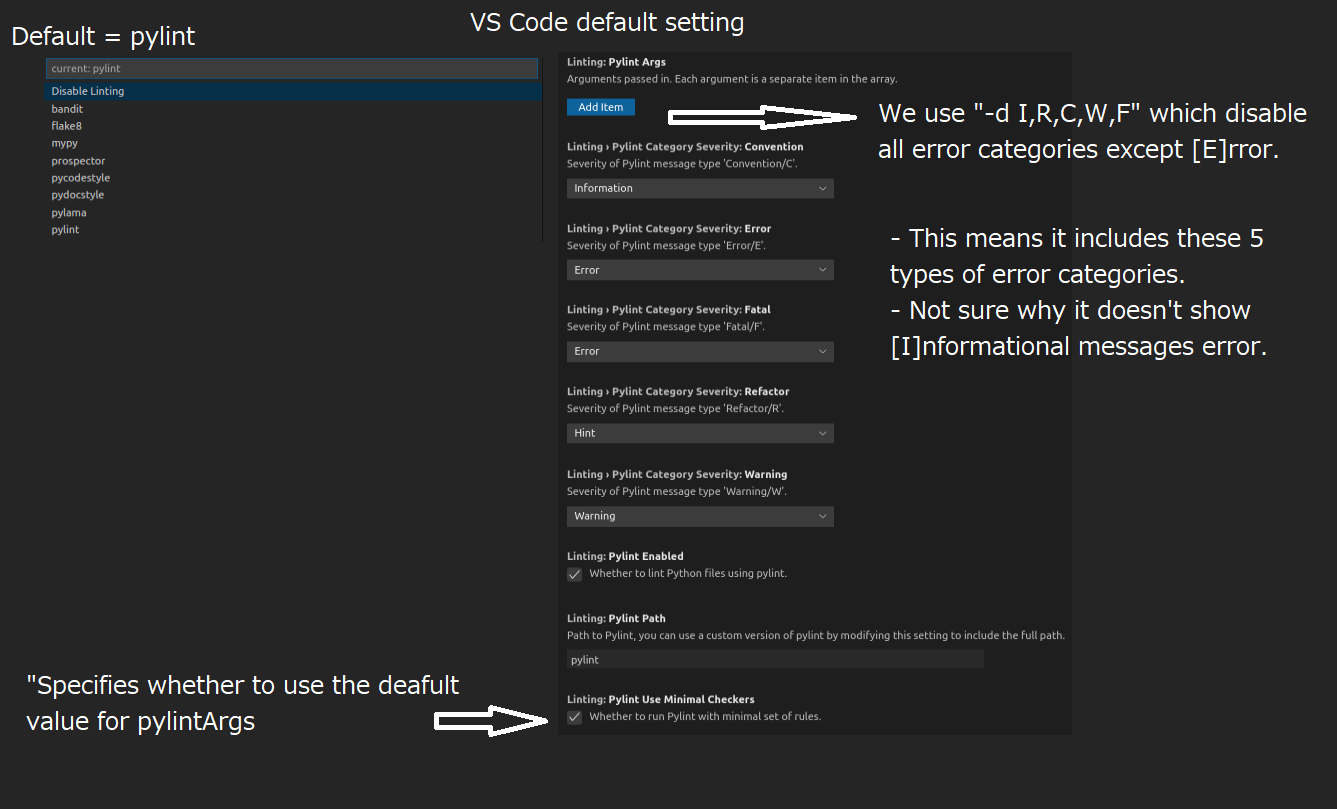 VS Code default setting
Default = pylint
current: pylint
Disable Linting
bandit
flake8
mypy
prospector
pycodestyle
pydocstyle
pylama
pylint
Linting: Pylint Args
Arguments passed in. Each argument is a separate item in the array.
Add Item
We use "-d I,R,C,W,F" which disable
all error categories except [E]rror.
Linting › Pylint Category Severity: Convention
Severity of Pylint message type 'Convention/C'.
Information
Linting › Pylint Category Severity: Error
Severity of Pylint message type 'Error/E'.
Error
- This means it includes these 5
types of error categories.
- Not sure why it doesn't show
[I]nformational messages error.
Linting › Pylint Category Severity: Fatal
Severity of Pylint message type 'Fatal/F'.
Error
Linting › Pylint Category Severity: Refactor
Severity of Pylint message type 'Refactor/R'.
Hint
Linting › Pylint Category Severity: Warning
Severity of Pylint message type 'Warning/W'.
Warning
Linting: Pylint Enabled
Whether to lint Python files using pylint.
Linting: Pylint Path
Path to Pylint, you can use a custom version of pylint by modifying this setting to include the full path.
pylint
"Specifies whether to use the deafult
value for pylintArgs
Linting: Pylint Use Minimal Checkers
Whether to run Pylint with minimal set of rules.